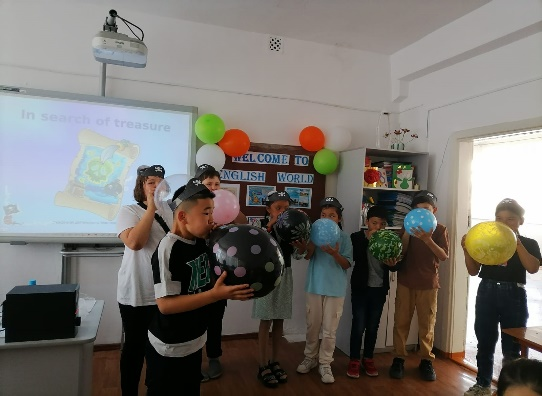 In search of treasure
WELCOME TO
ENGLISH WORLD